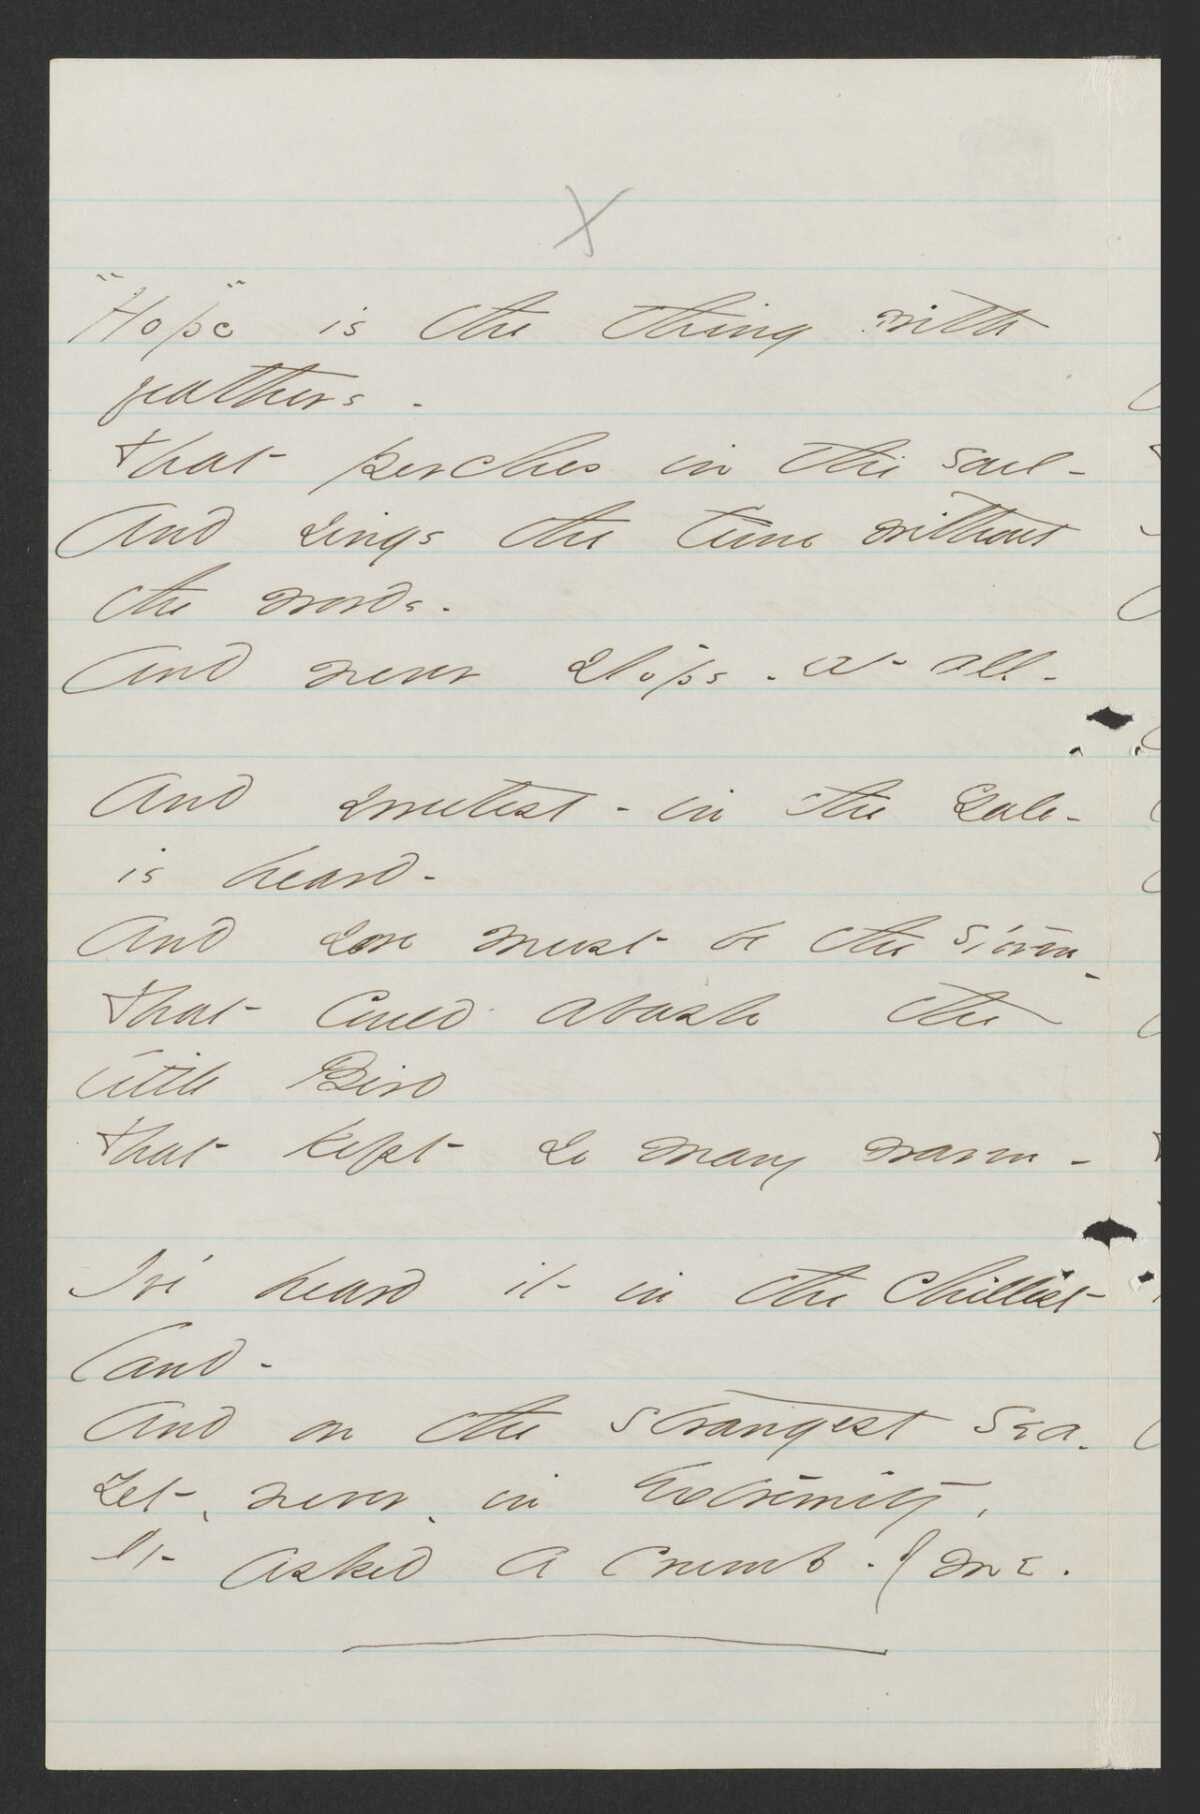 "Hope" is the thing with
feathers -
That perches in the soul -
And sings the tune without
the words -
And never stops - at all -
And sweetest - in the Gale -
is heard -
And sore must be the storm -
That could abash the
little Bird
That kept so many warm -
I've heard it in the chillest
land -
And on the strangest Sea -
Yet, never, in Extremity,
It asked a crumb - of me.